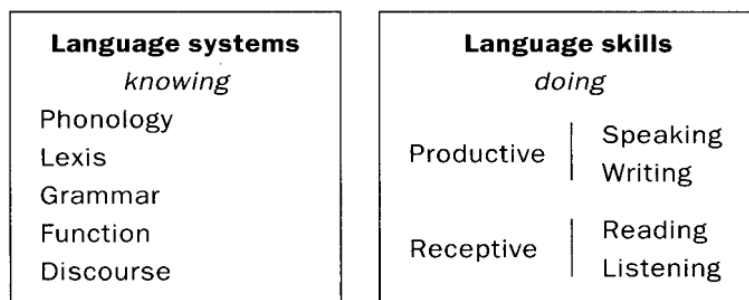 Language systems
knowing
Phonology
Lexis
Grammar
Function
Discourse
Language skills
doing
Productive
Speaking
Writing
Receptive
Reading
Listening